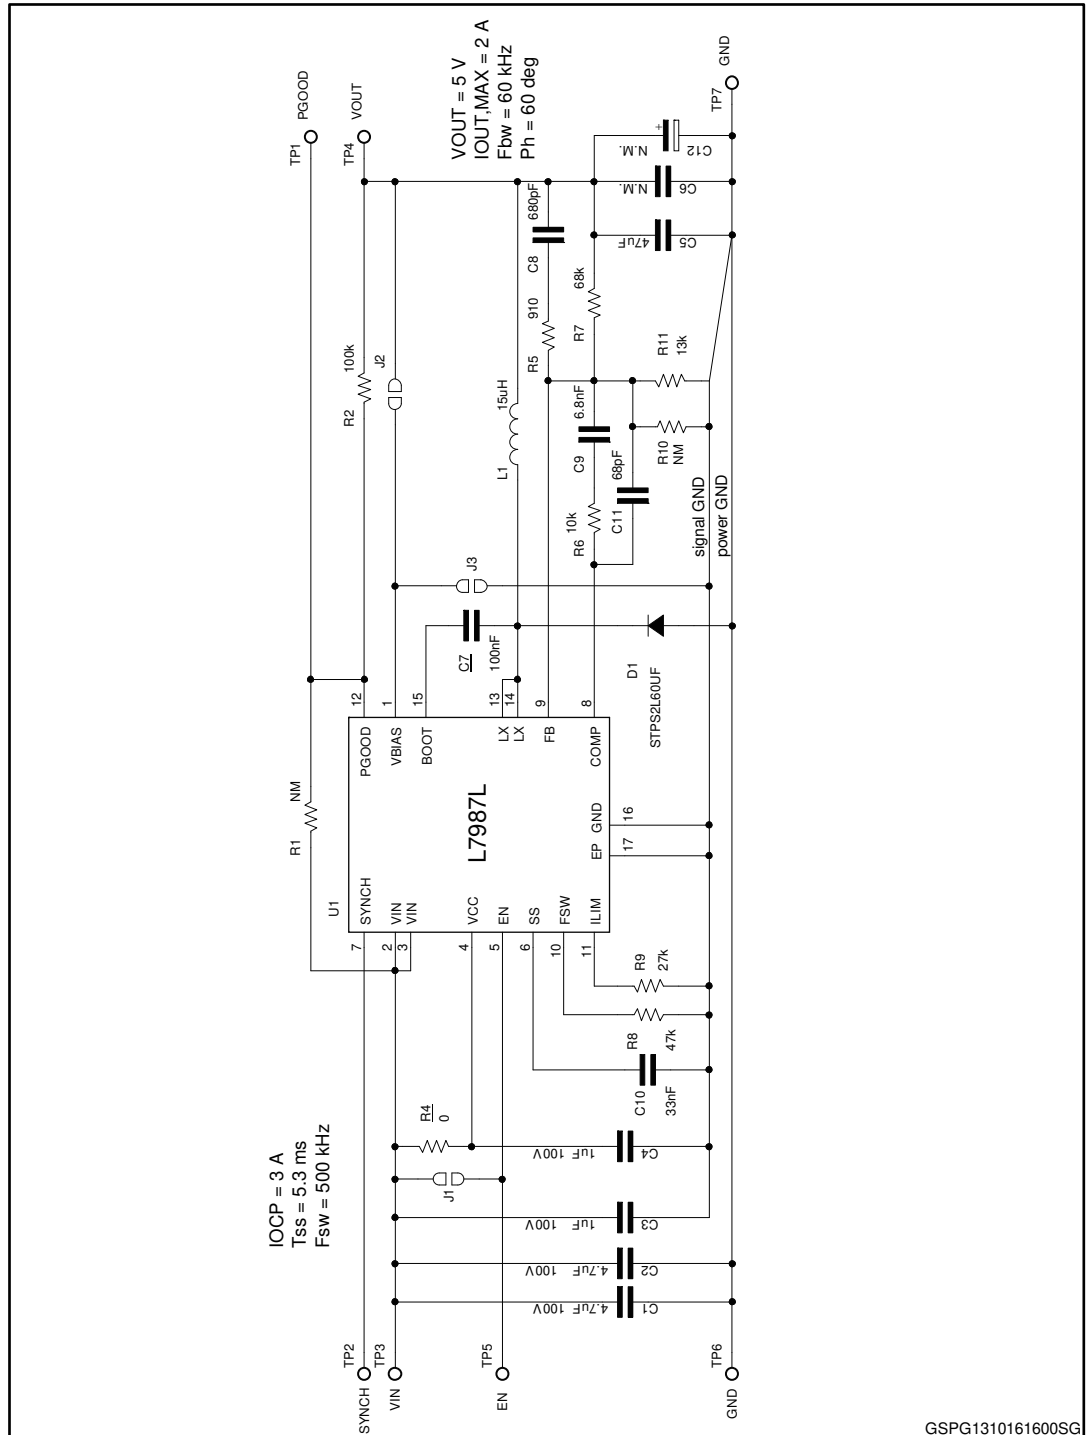 PGOOD
TP1
VOUT
TP4
VOUT = 5 V
IOUT,MAX = 2 A
Fbw = 60 kHz
Ph = 60 deg
GND
TP7
R2
100k
J2
L1
15uH
C8
680pF
R5
910
R7
68k
C5
47uF
C6
N.M.
C12
N.M.
+
R11
13k
R10
NM
C9
6.8nF
R6
10k
C11
68pF
signal GND
power GND
J3
C7
100nF
D1
STPS2L60UF
R1
NM
U1
L7987L
12
PGOOD
1
VBIAS
15
BOOT
13
LX
14
LX
9
FB
8
COMP
16
GND
17
EP
7
SYNCH
2
VIN
3
VIN
4
VCC
5
EN
6
SS
10
FSW
11
ILIM
R9
27k
R8
47k
C10
33nF
R4
0
J1
C4
1uF 100V
C3
1uF 100V
C2
4.7uF 100V
C1
4.7uF 100V
IOCP = 3 A
Tss = 5.3 ms
Fsw = 500 kHz
TP2
SYNCH
TP3
VIN
TP5
EN
TP6
GND
GSPG1310161600SG